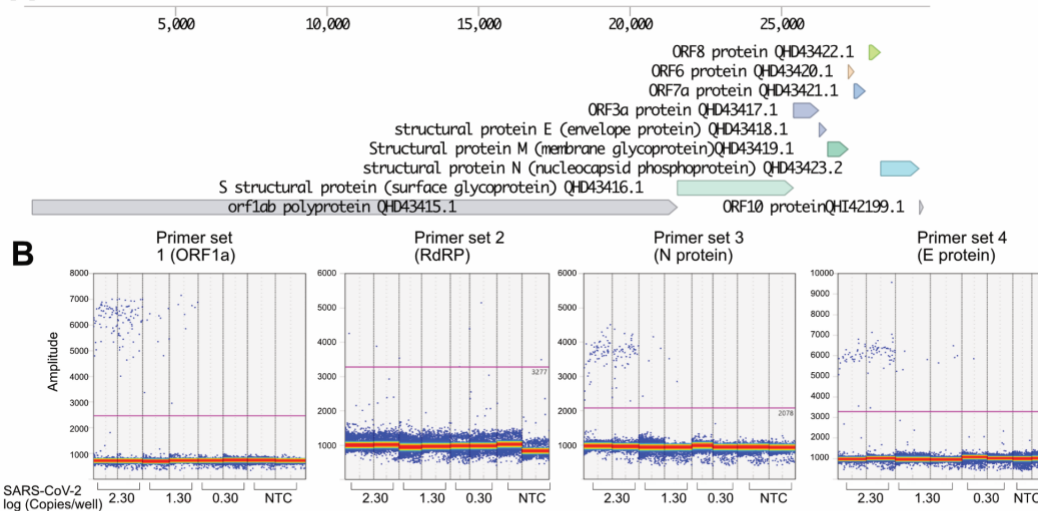 5,000 10,000 15,000 20,000 25,000
ORF8 protein QHD43422.1
ORF6 protein QHD43420.1
ORF7a protein QHD43421.1
ORF3a protein QHD43417.1
structural protein E (envelope protein) QHD43418.1
Structural protein M (membrane glycoprotein)QHD43419.1
structural protein N (nucleocapsid phosphoprotein) QHD43423.2
S structural protein (surface glycoprotein) QHD43416.1
orf1ab polyprotein QHD43415.1 ORF10 proteinQHI42199.1
B
Primer set
1 (ORF1a)
Amplitude
8000
7000
6000
5000
4000
3000
2000
1000
Primer set 2
(RdRP)
6000
5000
4000
3000
2000
1000
3277
Primer set 3
(N protein)
6000
5000
4000
3000
2000
1000
2078
Primer set 4
(E protein)
10000
9000
8000
7000
6000
5000
4000
3000
2000
1000
SARS-CoV-2
log (Copies/well)
2.30 1.30 0.30 NTC
2.30 1.30 0.30 NTC
2.30 1.30 0.30 NTC
2.30 1.30 0.30 NTC